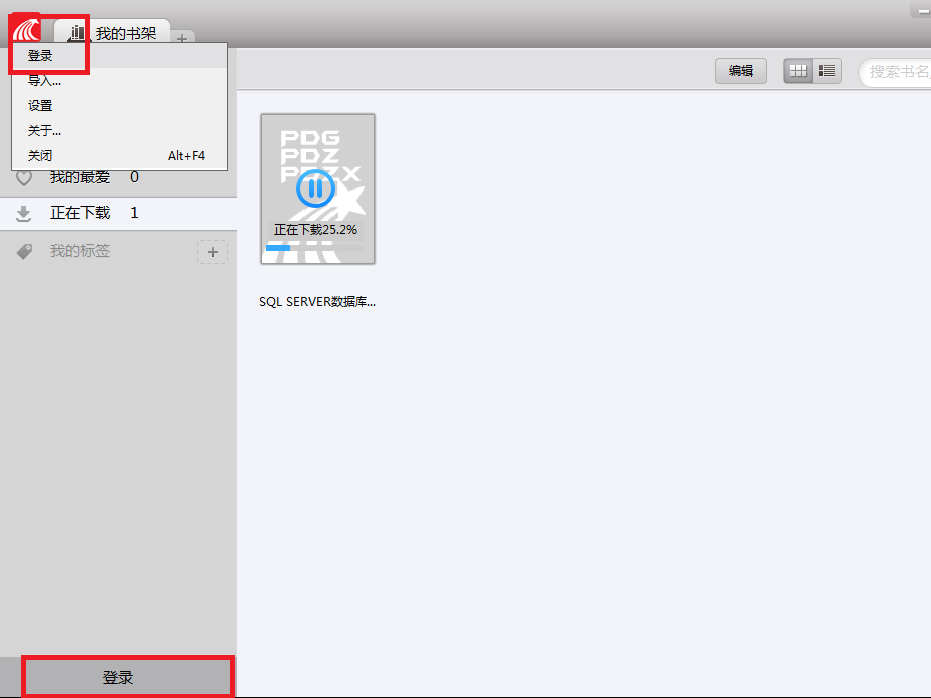 我的书架
登录
导入...
设置
关于...
关闭 Alt+F4
我的最爱 0
正在下载 1
我的标签
编辑
搜索书名
PDG
PDZ
PDZX
正在下载25.2%
SQL SERVER数据库...
登录